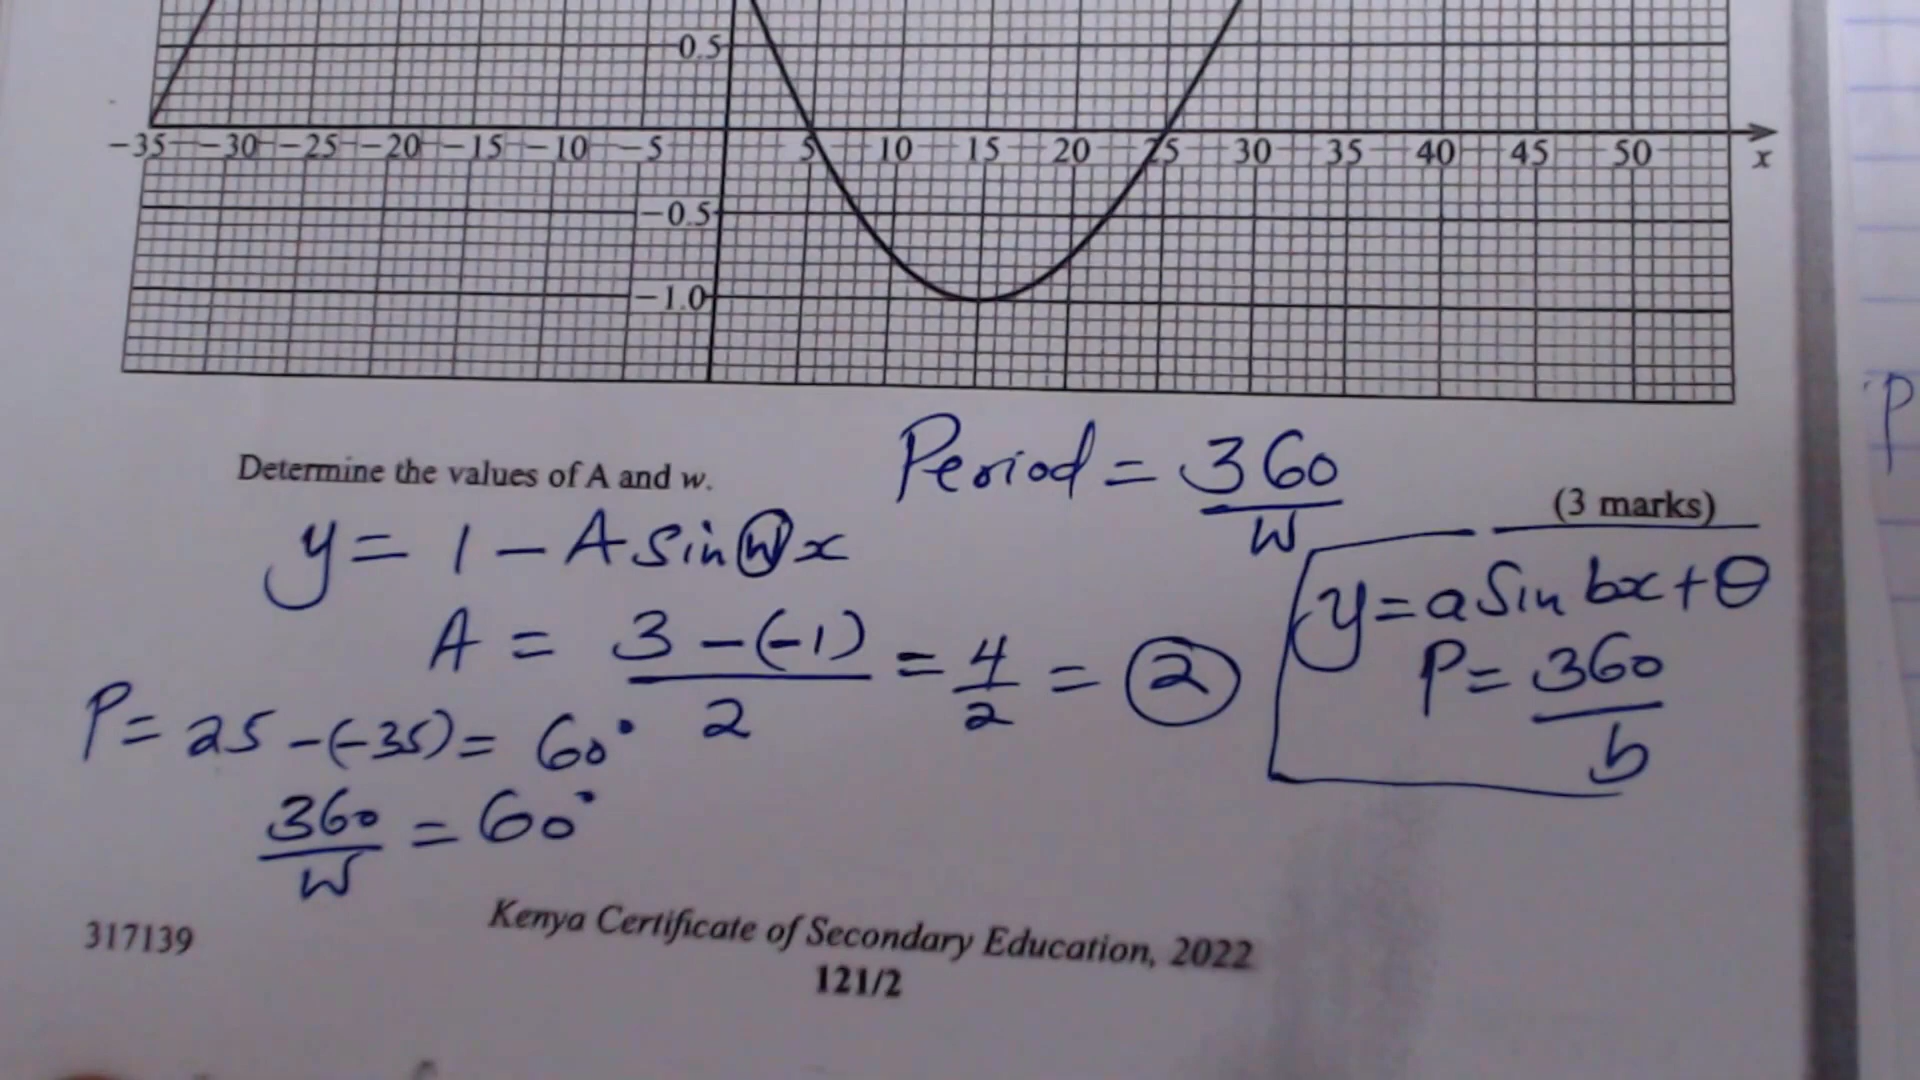 0.5
−35 −30 −25 −20 −15 −10 −5 5 10 15 20 25 30 35 40 45 50 x
−0.5
−1.0
Determine the values of A and w.
Period = 360/w
(3 marks)
y = 1 − A sin w x
A = 3 − (−1)/2 = 4/2 = 2
y = a Sin bx + θ
P = 360/b
P = 25 − (−35) = 60°
360/w = 60°
317139
Kenya Certificate of Secondary Education, 2022
121/2
P